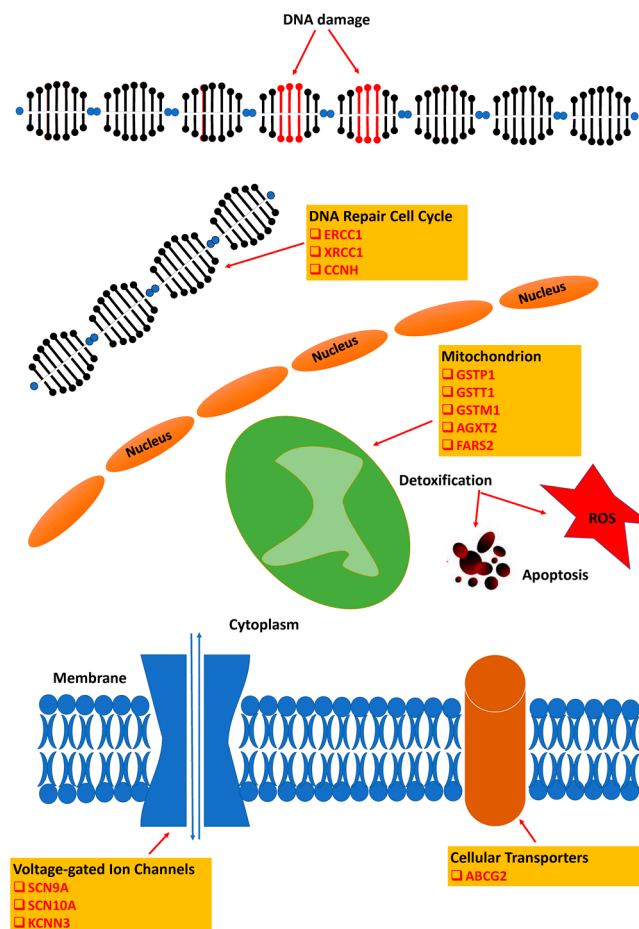 DNA damage
DNA Repair Cell Cycle
❑ ERCC1
❑ XRCC1
❑ CCNH
Nucleus
Nucleus
Nucleus
Mitochondrion
❑ GSTP1
❑ GSTT1
❑ GSTM1
❑ AGXT2
❑ FARS2
Detoxification
ROS
Apoptosis
Cytoplasm
Membrane
Voltage-gated Ion Channels
❑ SCN9A
❑ SCN10A
❑ KCNN3
Cellular Transporters
❑ ABCG2